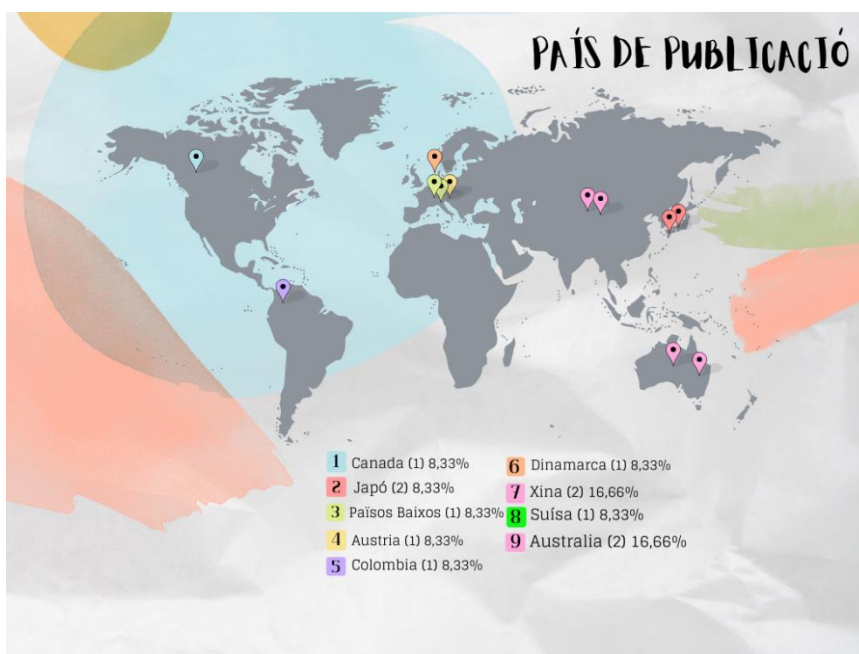 PAÍS DE PUBLICACIÓ
1 Canada (1) 8,33%
2 Japó (2) 8,33%
3 Països Baixos (1) 8,33%
4 Austria (1) 8,33%
5 Colombia (1) 8,33%
6 Dinamarca (1) 8,33%
7 Xina (2) 16,66%
8 Suísa (1) 8,33%
9 Australia (2) 16,66%